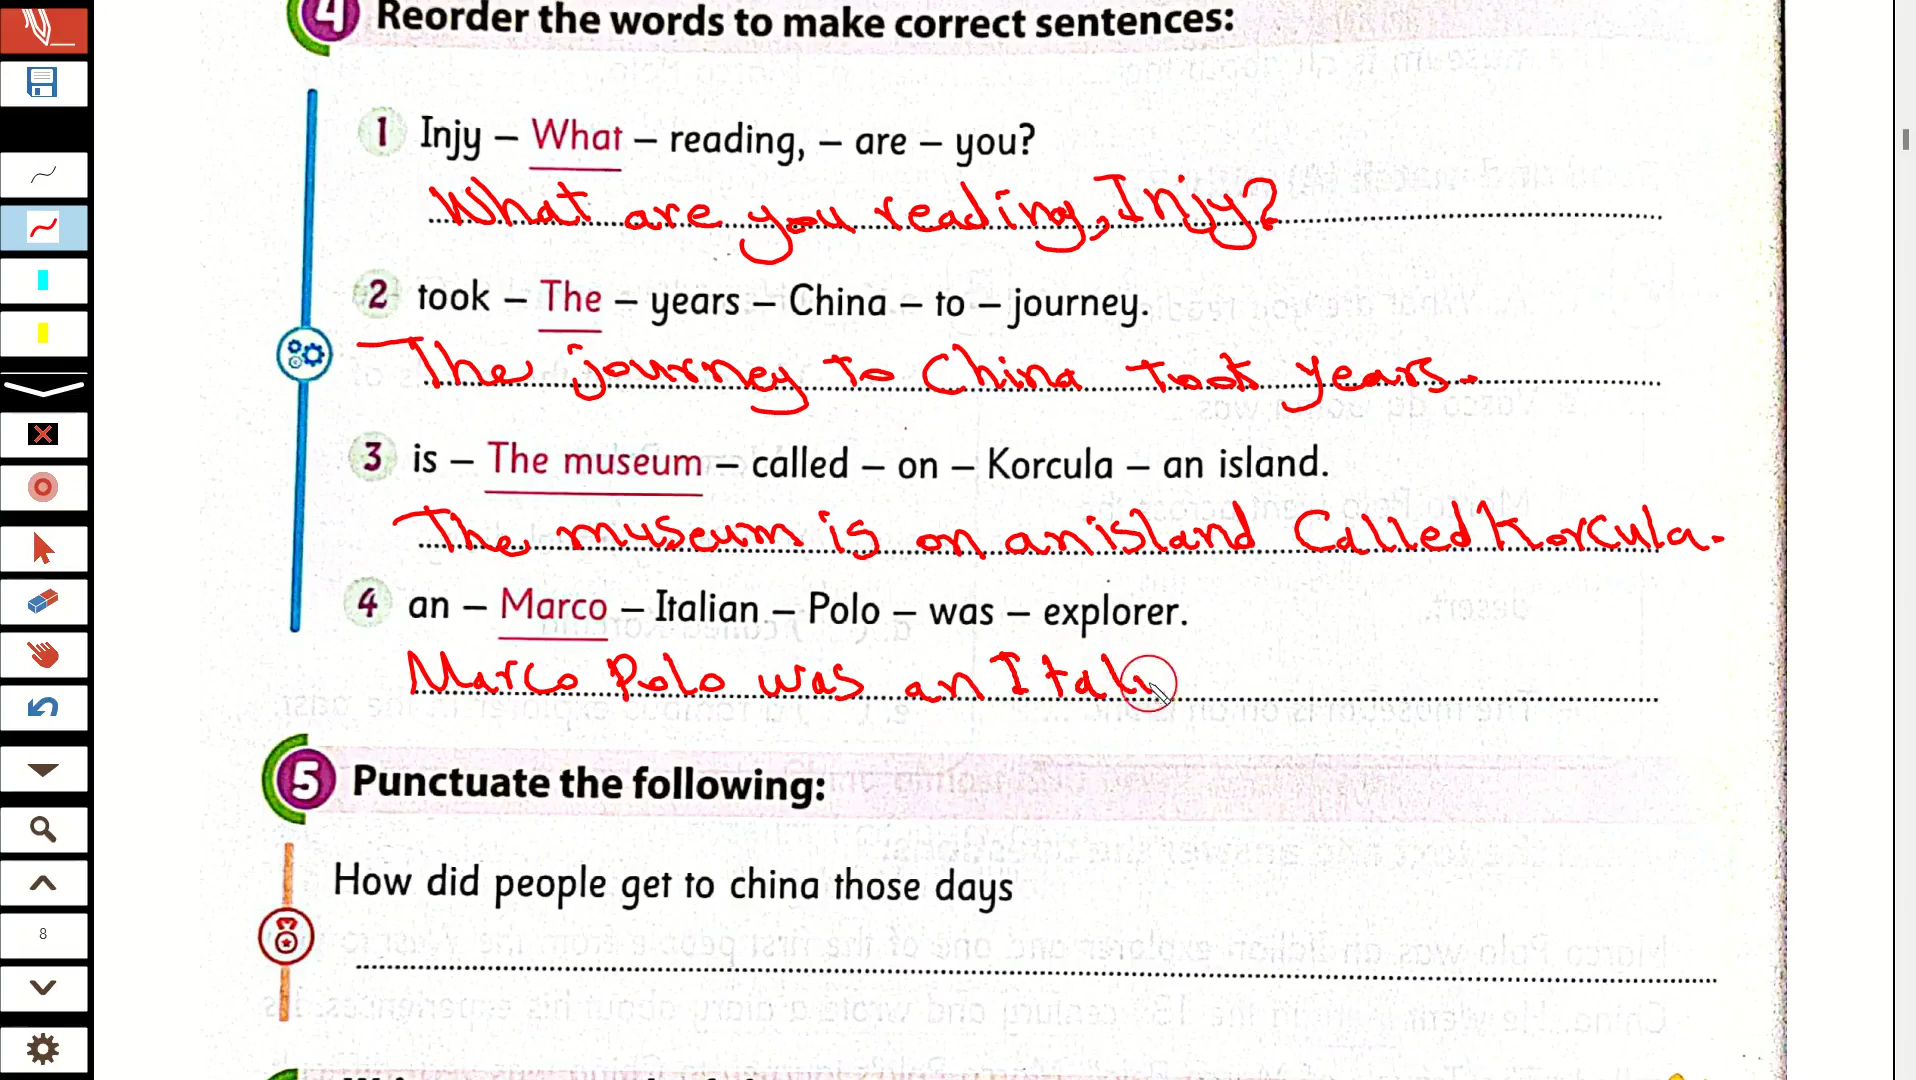 4 Reorder the words to make correct sentences:
1 Injy – What – reading, – are – you?
What are you reading, Injy?
2 took – The – years – China – to – journey.
The journey to China took years.
3 is – The museum – called – on – Korcula – an island.
The museum is on an island called Korcula.
4 an – Marco – Italian – Polo – was – explorer.
Marco Polo was an Itali
5 Punctuate the following:
How did people get to china those days
8